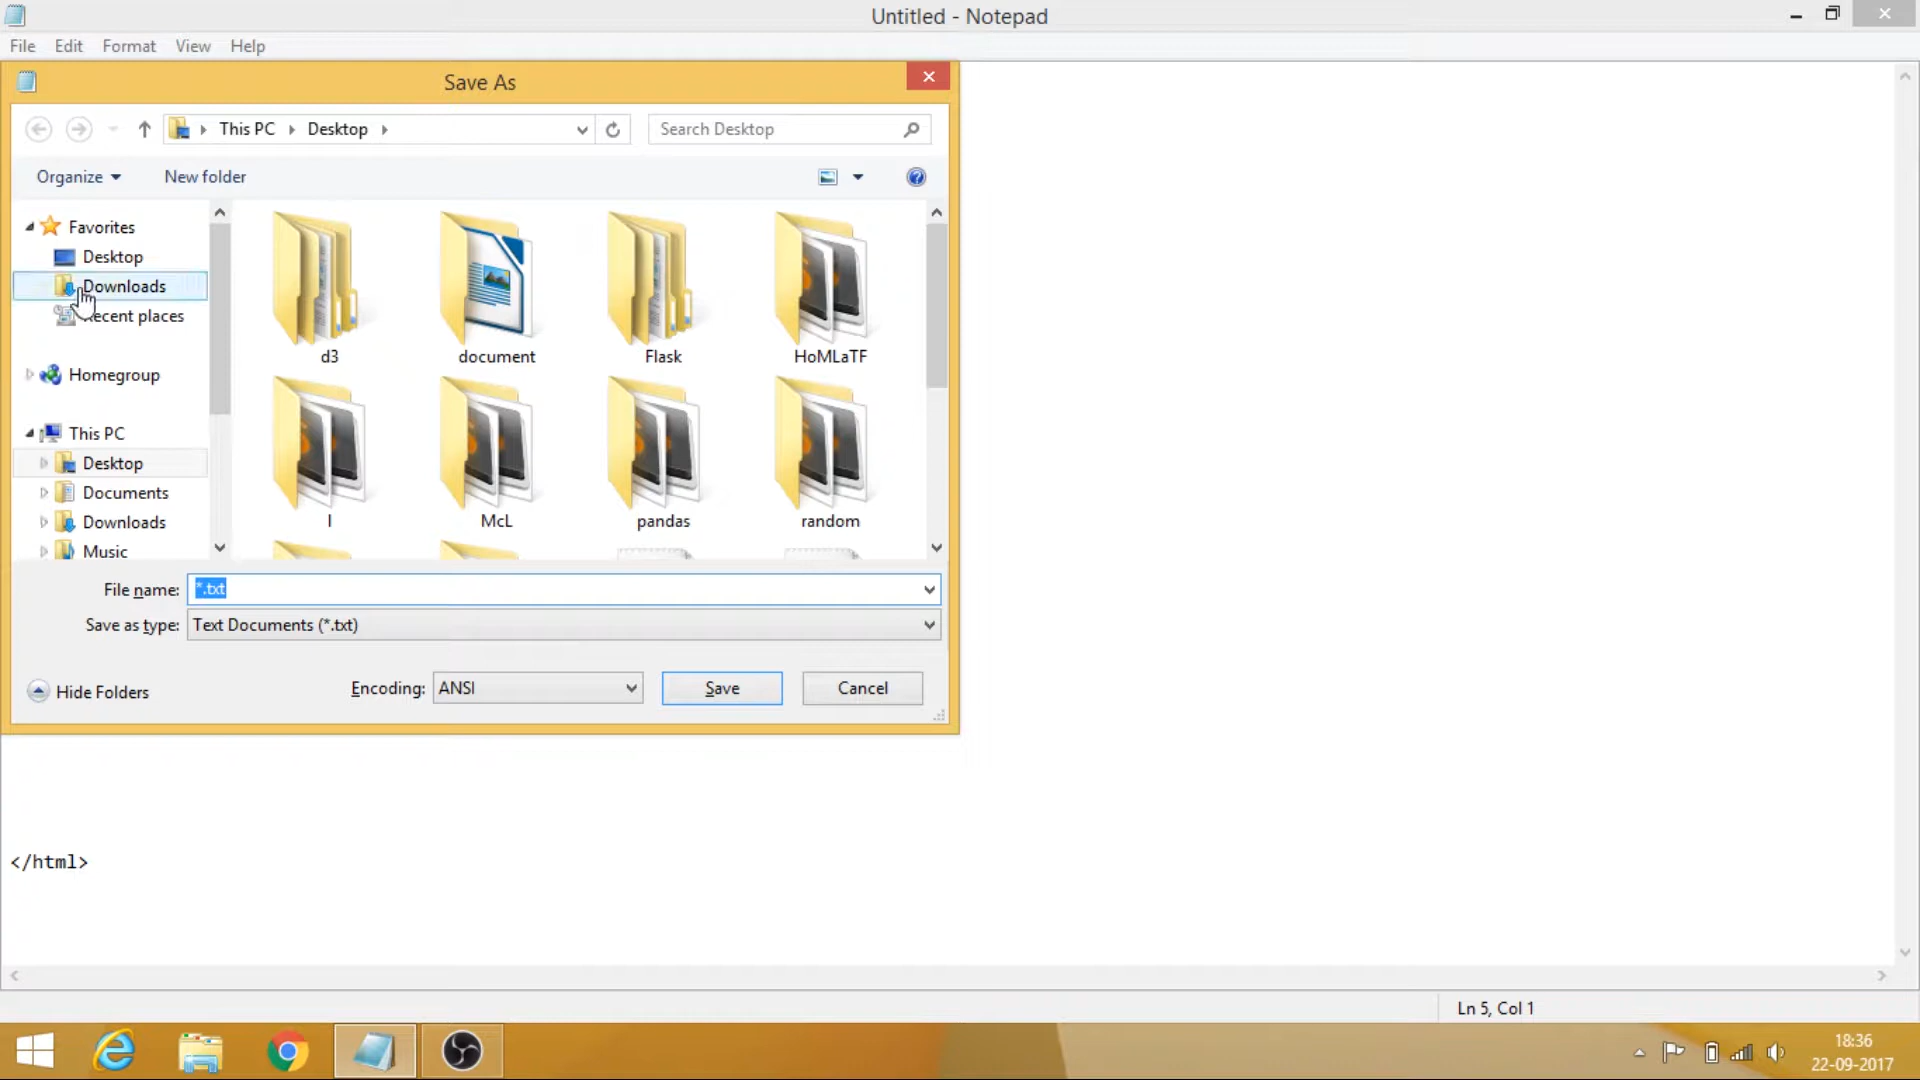 Untitled - Notepad
File Edit Format View Help
Save As
This PC Desktop
Search Desktop
Organize New folder
Favorites
Desktop
Downloads
Recent places
Homegroup
This PC
Desktop
Documents
Downloads
Music
d3 document Flask HoMLaTF
I McL pandas random
File name: *.txt
Save as type: Text Documents (*.txt)
Hide Folders Encoding: ANSI Save Cancel
</html>
Ln 5, Col 1
18:36
22-09-2017